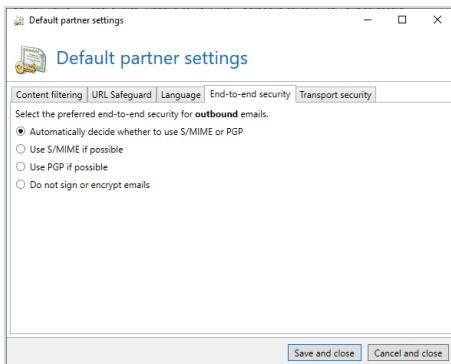 Default partner settings
Default partner settings
Content filtering URL Safeguard Language End-to-end security Transport security
Select the preferred end-to-end security for outbound emails.
Automatically decide whether to use S/MIME or PGP
Use S/MIME if possible
Use PGP if possible
Do not sign or encrypt emails
Save and close Cancel and close